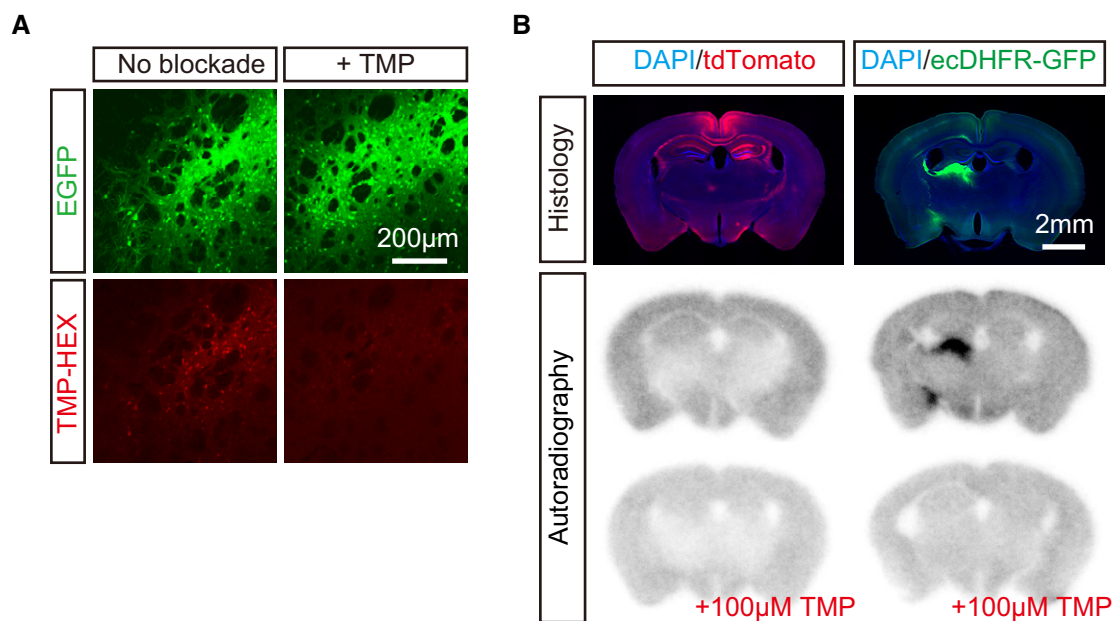 A
No blockade
+ TMP
EGFP
200μm
TMP-HEX
B
DAPI/tdTomato
DAPI/ecDHFR-GFP
Histology
2mm
Autoradiography
+100μM TMP
+100μM TMP